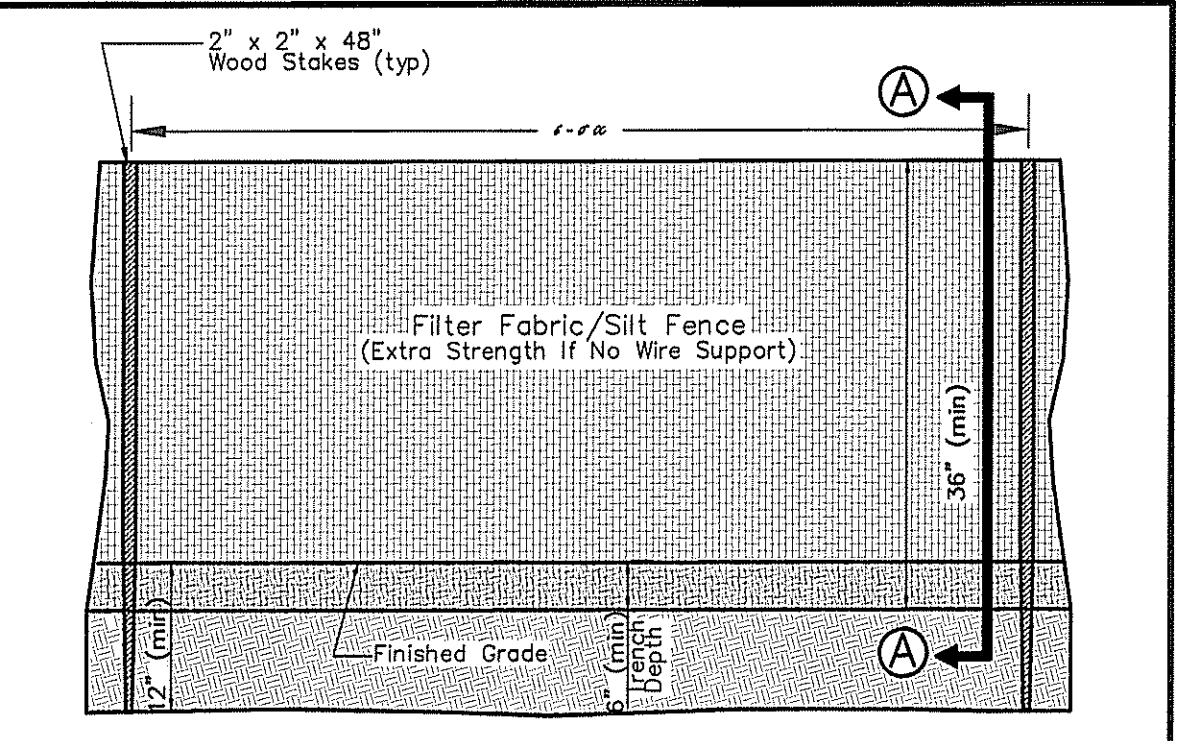 2" x 2" x 48"
Wood Stakes (typ)
A
Filter Fabric/Silt Fence
(Extra Strength If No Wire Support)
36" (min)
12" (min)
Finished Grade
6" (min)
Trench
Depth
A